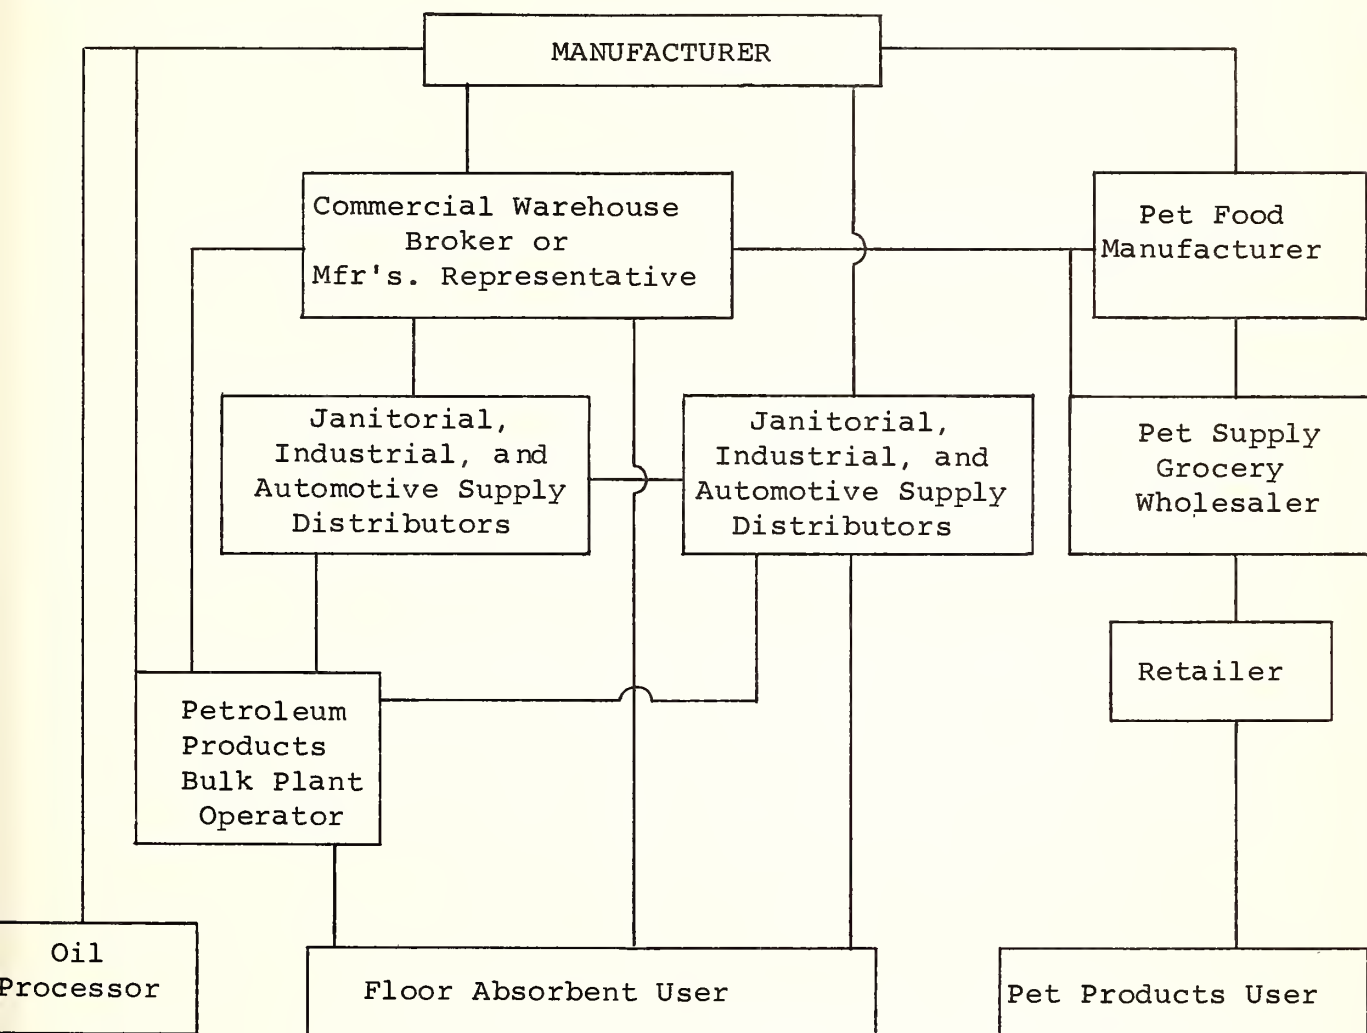 MANUFACTURER
Commercial Warehouse
Broker or
Mfr's. Representative
Pet Food
Manufacturer
Janitorial,
Industrial, and
Automotive Supply
Distributors
Janitorial,
Industrial, and
Automotive Supply
Distributors
Pet Supply
Grocery
Wholesaler
Retailer
Petroleum
Products
Bulk Plant
Operator
Oil
Processor
Floor Absorbent User
Pet Products User